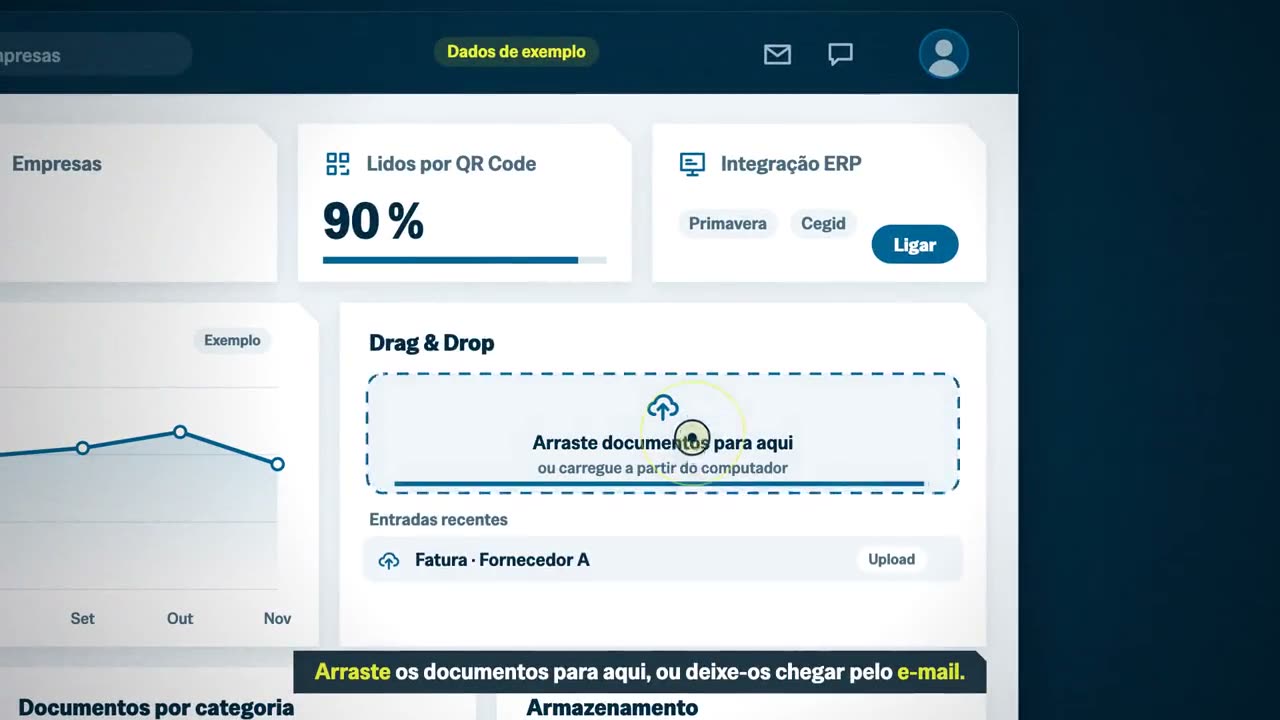 presas
Dados de exemplo
Empresas
Lidos por QR Code
90 %
Integração ERP
Primavera
Cegid
Ligar
Exemplo
Set
Out
Nov
Drag & Drop
Arraste documentos para aqui
ou carregue a partir do computador
Entradas recentes
Fatura · Fornecedor A
Upload
Arraste os documentos para aqui, ou deixe-os chegar pelo e-mail.
Documentos por categoria
Armazenamento